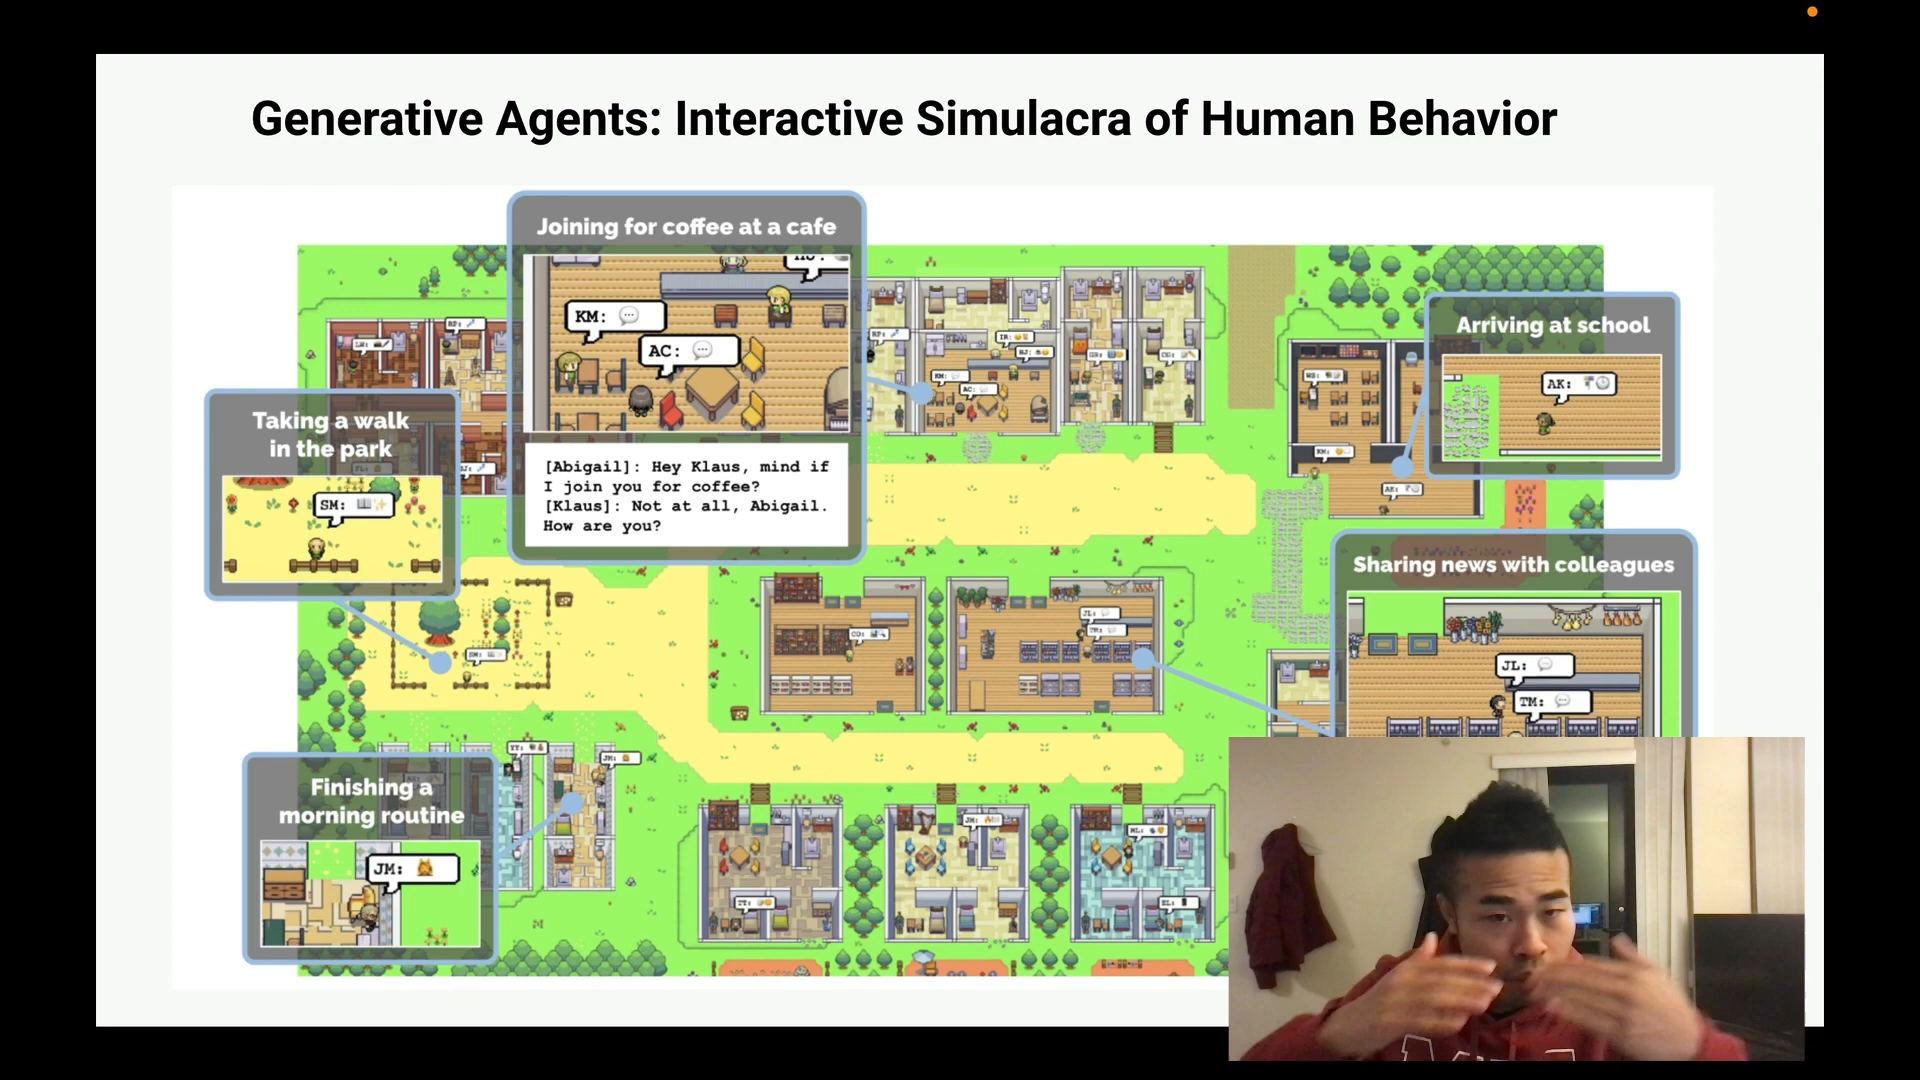 Generative Agents: Interactive Simulacra of Human Behavior
Joining for coffee at a cafe
KM:
AC:
[Abigail]: Hey Klaus, mind if
I join you for coffee?
[Klaus]: Not at all, Abigail.
How are you?
Taking a walk
in the park
SM:
Arriving at school
AK:
Sharing news with colleagues
JL:
TM:
Finishing a
morning routine
JM: